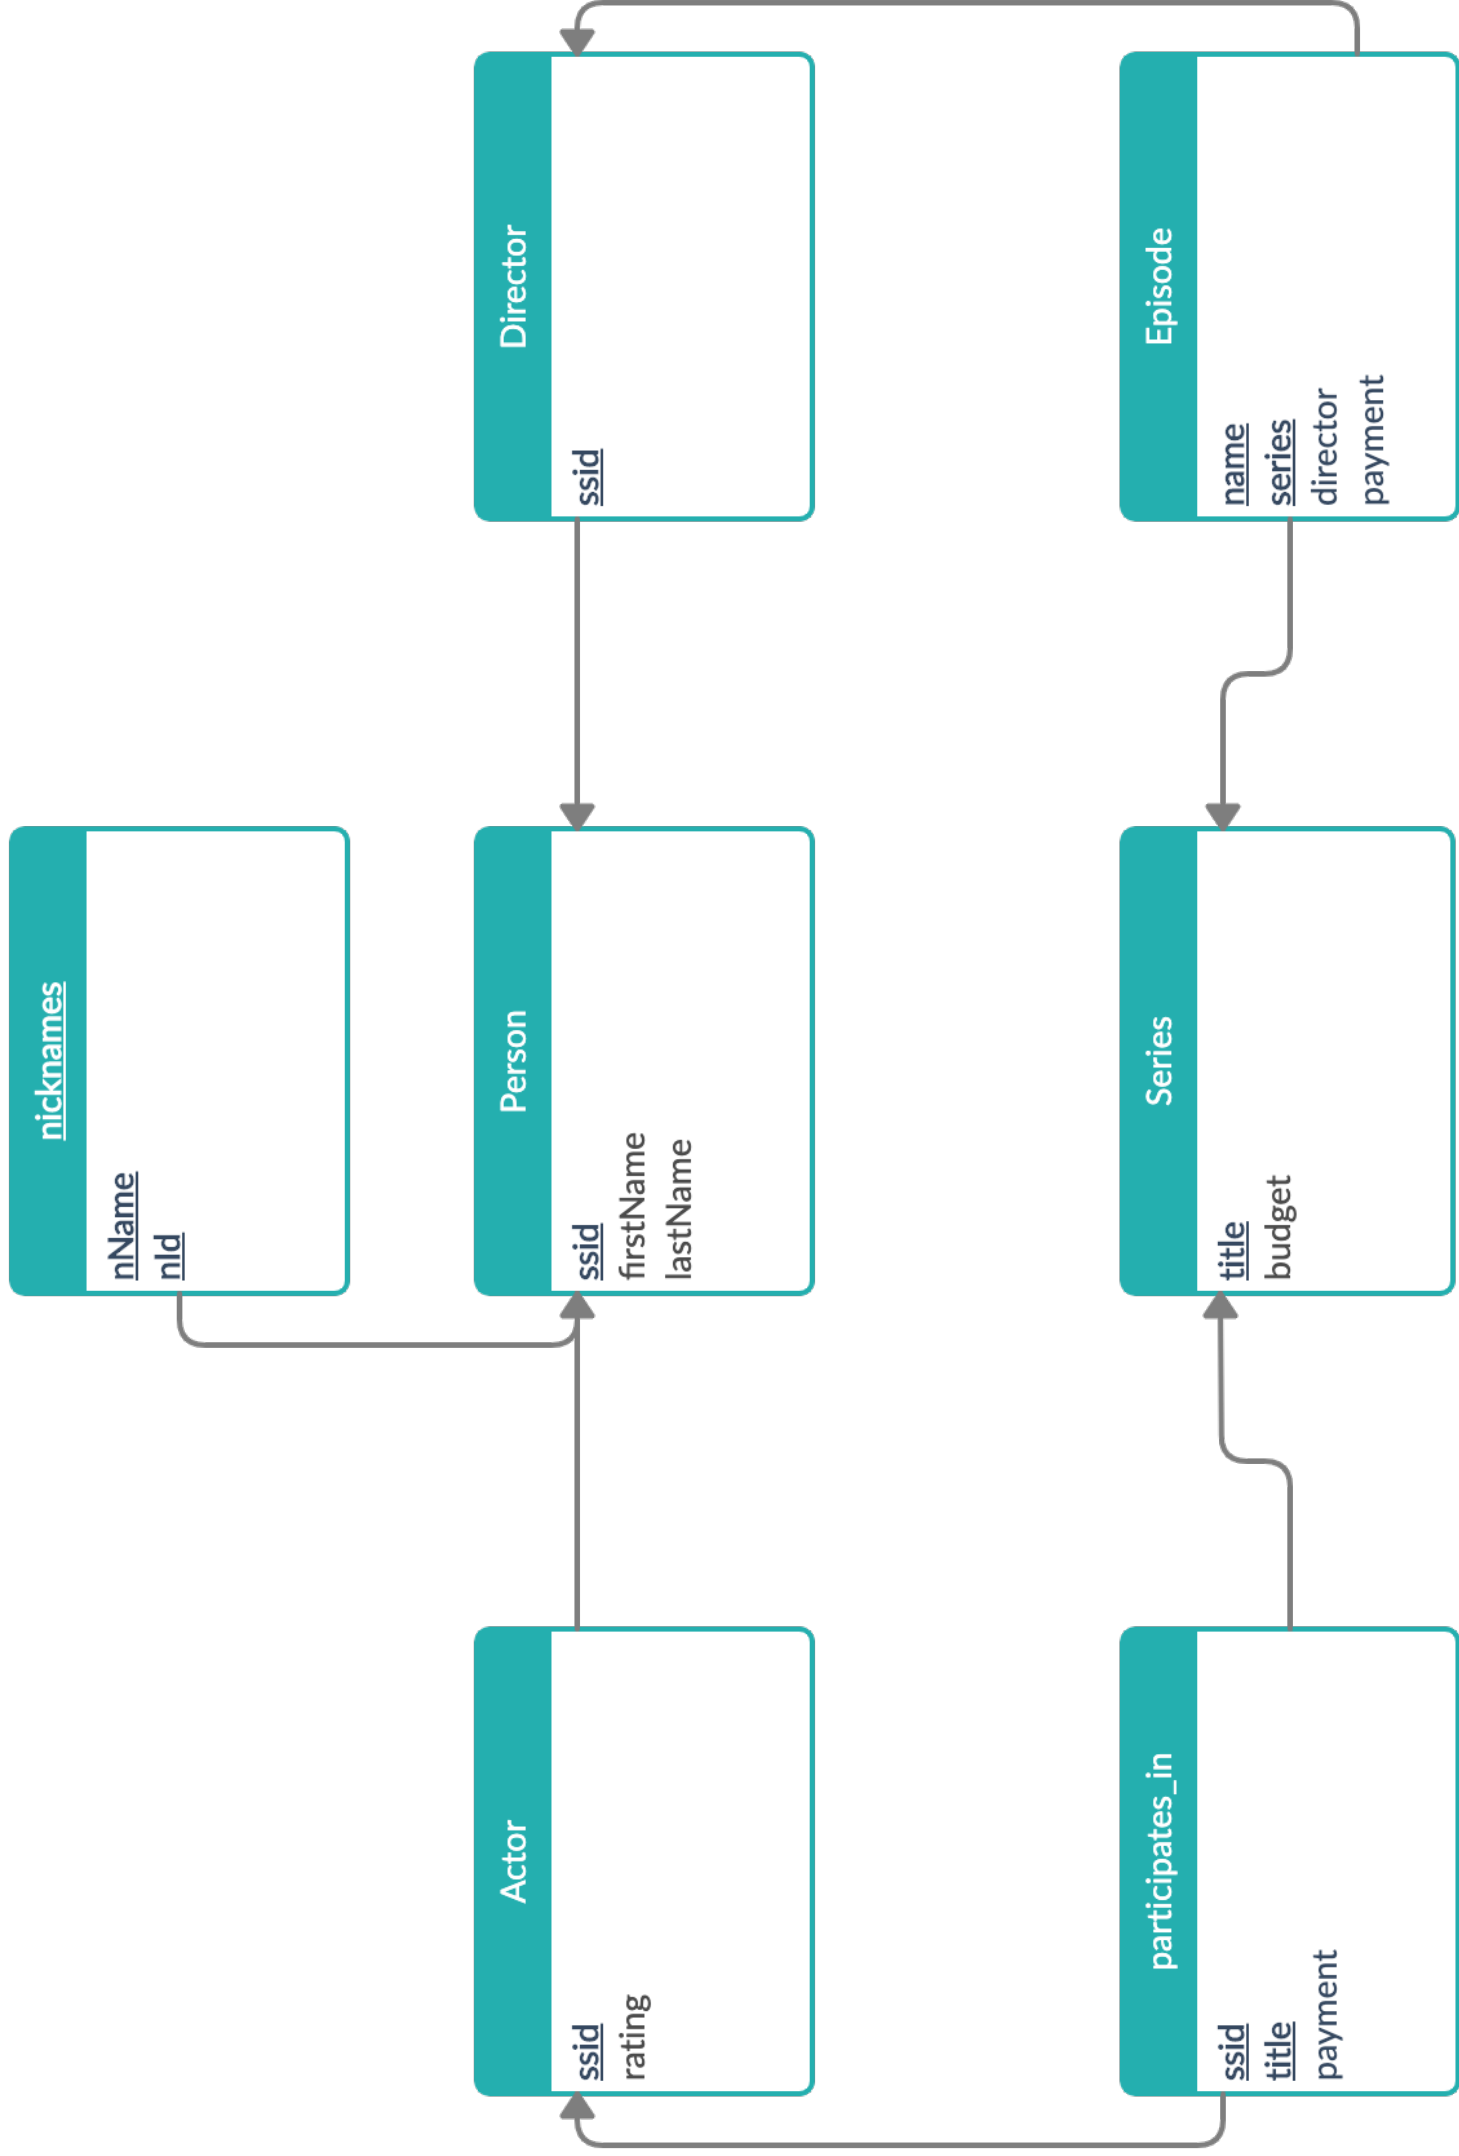 nicknames
nName
nId
Actor
ssid
rating
Person
ssid
firstName
lastName
Director
ssid
participates_in
ssid
title
payment
Series
title
budget
Episode
name
series
director
payment